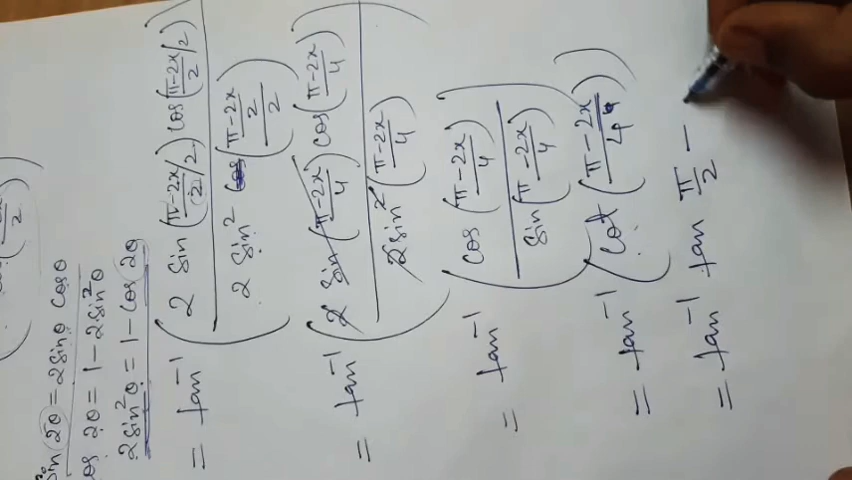 Sin 2θ = 2Sinθ cosθ
cos 2θ = 1 - 2Sin²θ
2Sin²θ = 1 - cos 2θ
= tan⁻¹ ( 2 Sin((π-2x)/2 / 2) cos((π-2x)/2 / 2) / 2 Sin² ((π-2x)/2 / 2) )
= tan⁻¹ ( 2 Sin((π-2x)/4) cos((π-2x)/4) / 2 sin² ((π-2x)/4) )
= tan⁻¹ ( cos((π-2x)/4) / Sin((π-2x)/4) )
= tan⁻¹ ( Cot ((π-2x)/4) )
= tan⁻¹ tan π/2 -